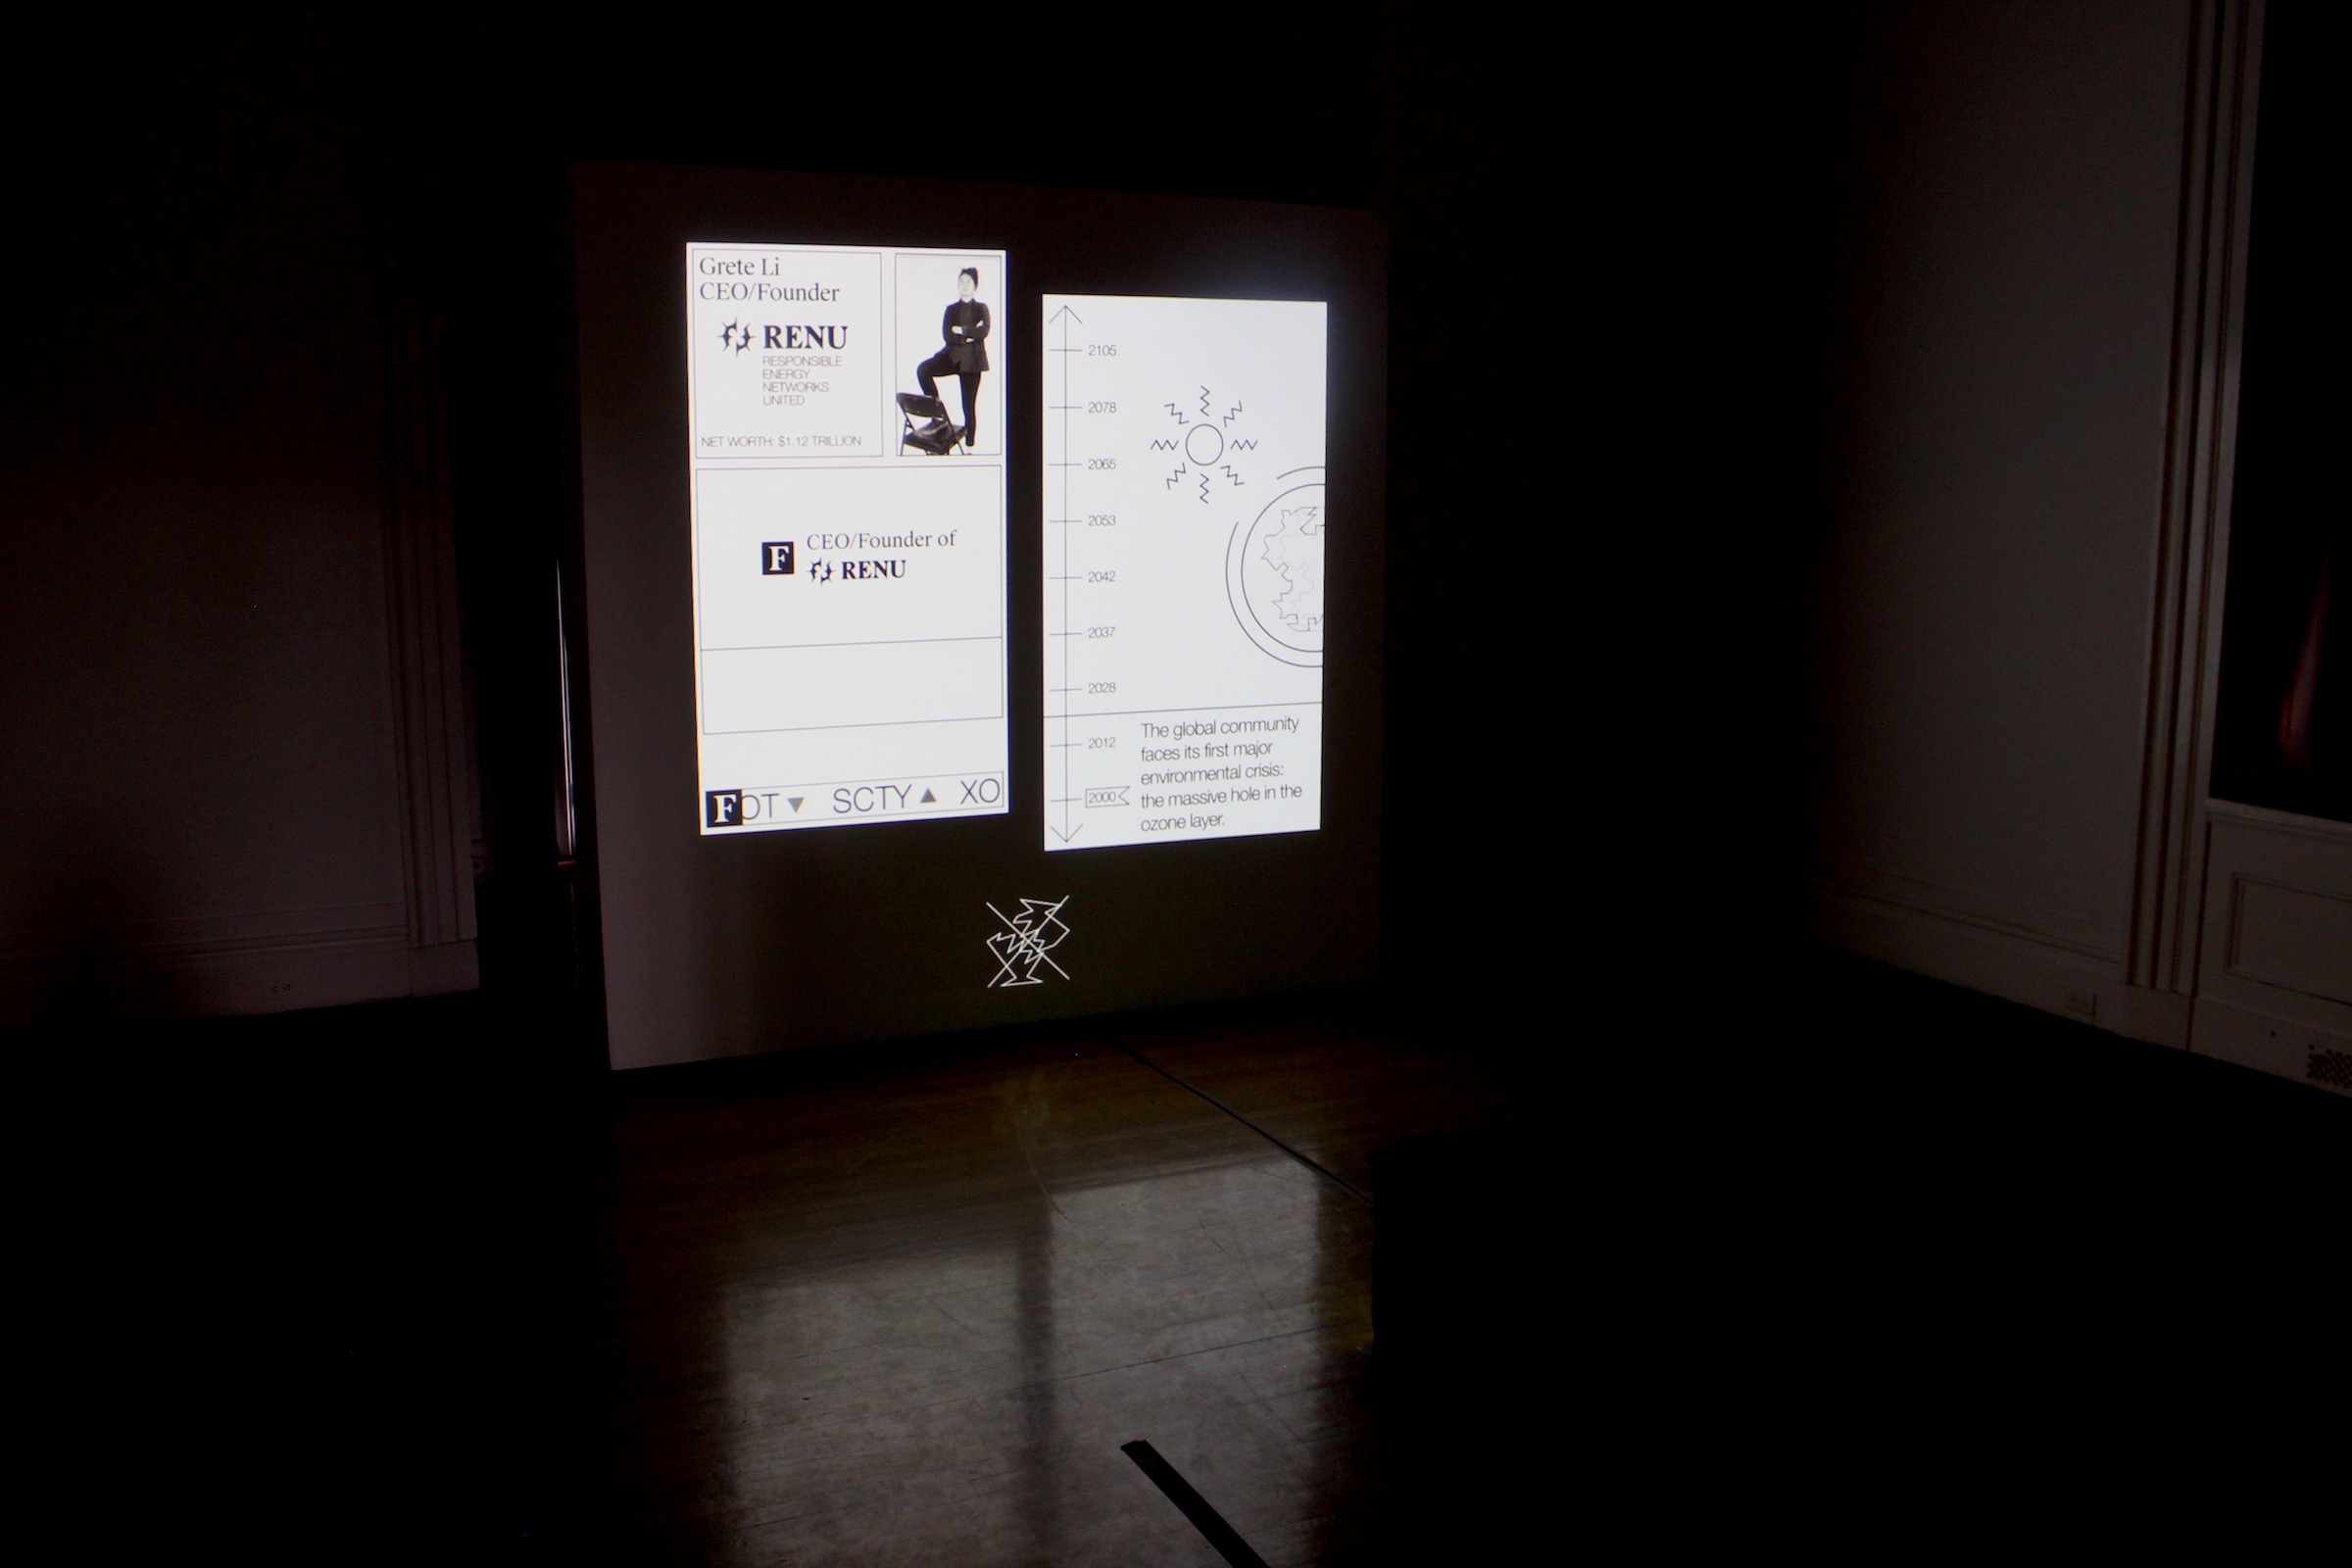 Grete Li
CEO/Founder
RENU
RESPONSIBLE
ENERGY
NETWORKS
UNITED
NET WORTH: $1.12 TRILLION
F
CEO/Founder of
RENU
F OT ▼ SCTY ▲ XO
2105
2078
2065
2053
2042
2037
2028
2012
2000
The global community
faces its first major
environmental crisis:
the massive hole in the
ozone layer.